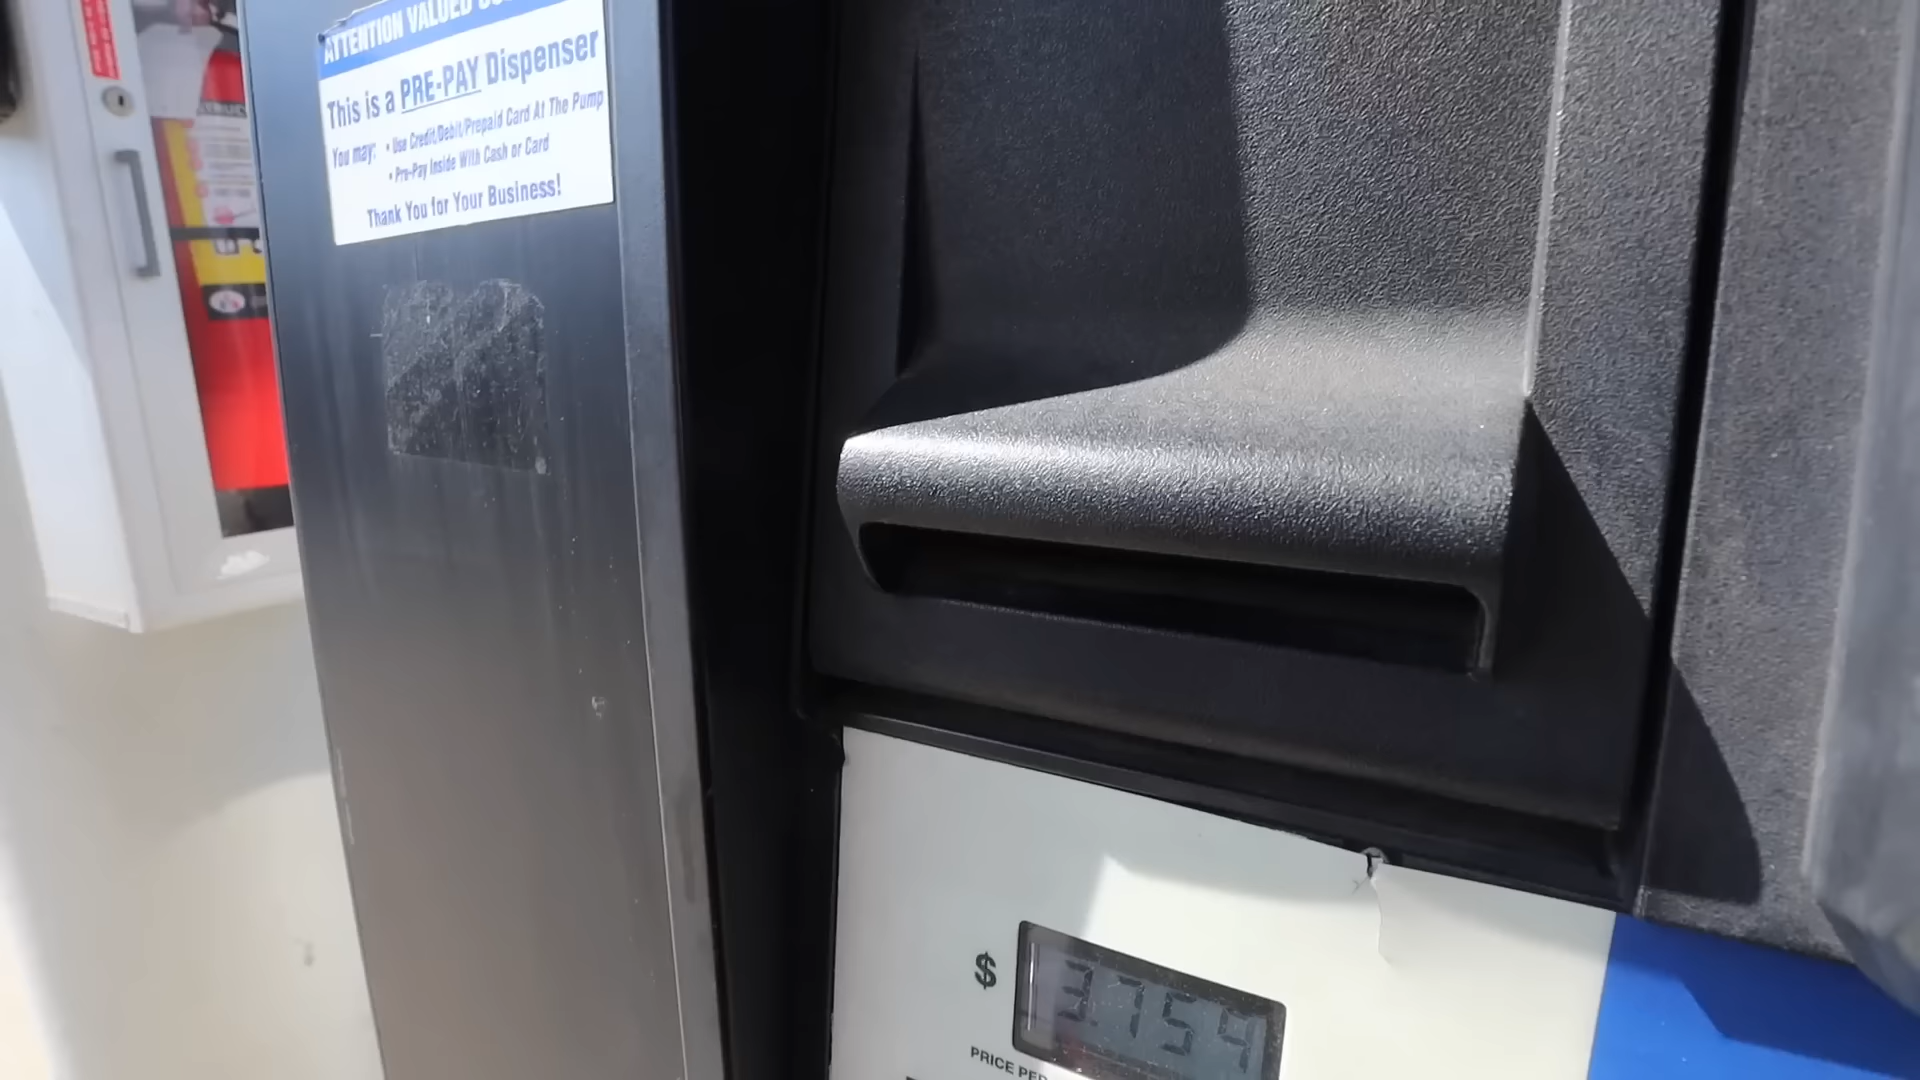 ATTENTION VALUED
This is a PRE-PAY Dispenser
You may: • Use Credit/Debit/Prepaid Card At The Pump
• Pre-Pay Inside With Cash or Card
Thank You for Your Business!
$ 3.759
PRICE PER